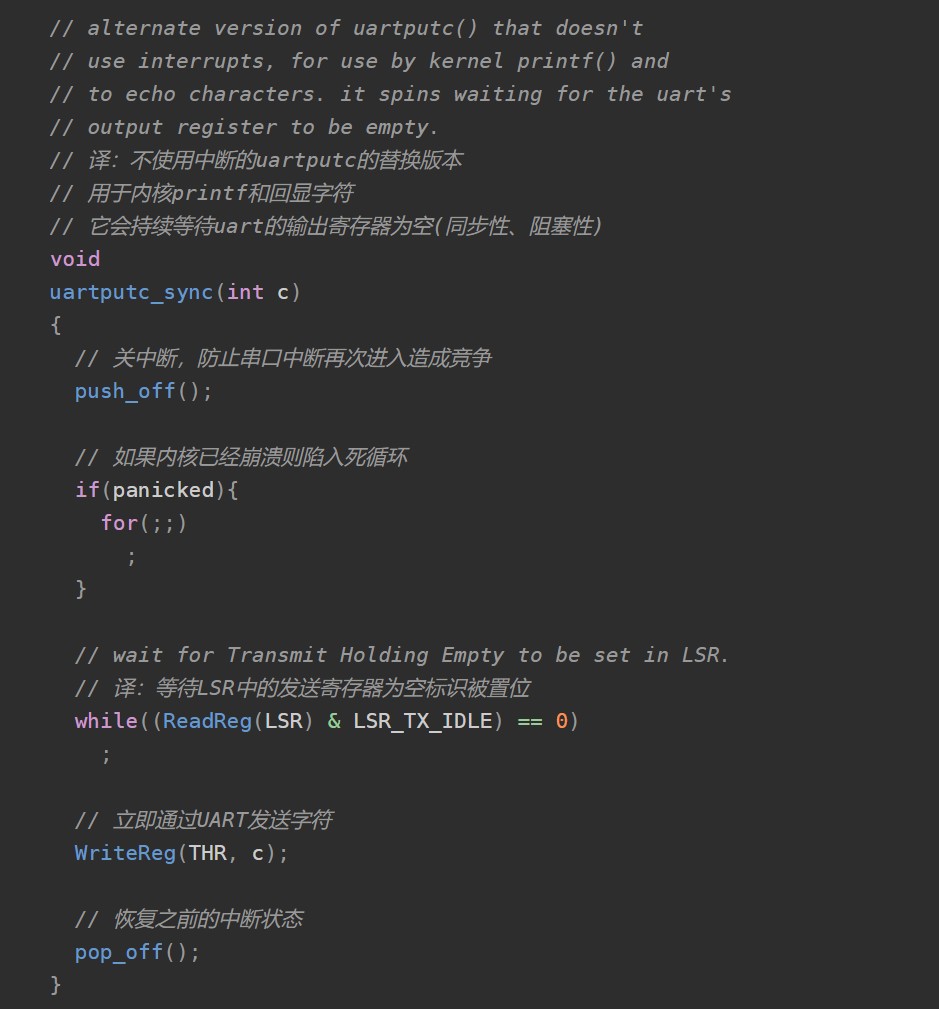 // alternate version of uartputc() that doesn't
// use interrupts, for use by kernel printf() and
// to echo characters. it spins waiting for the uart's
// output register to be empty.
// 译：不使用中断的uartputc的替换版本
// 用于内核printf和回显字符
// 它会持续等待uart的输出寄存器为空(同步性、阻塞性)
void
uartputc_sync(int c)
{
  // 关中断，防止串口中断再次进入造成竞争
  push_off();

  // 如果内核已经崩溃则陷入死循环
  if(panicked){
    for(;;)
      ;
  }

  // wait for Transmit Holding Empty to be set in LSR.
  // 译：等待LSR中的发送寄存器为空标识被置位
  while((ReadReg(LSR) & LSR_TX_IDLE) == 0)
    ;

  // 立即通过UART发送字符
  WriteReg(THR, c);

  // 恢复之前的中断状态
  pop_off();
}